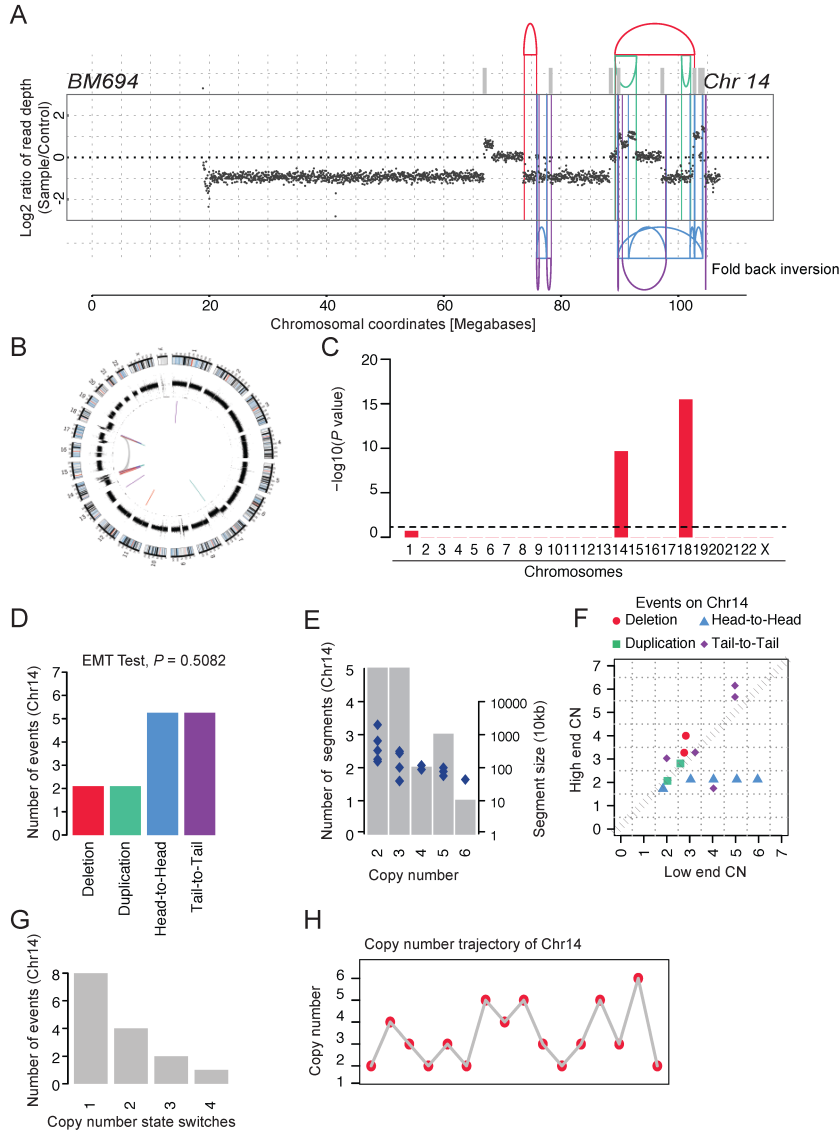 A
BM694
Chr 14
Log2 ratio of read depth
(Sample/Control)
2
0
-2
Fold back inversion
0 20 40 60 80 100
Chromosomal coordinates [Megabases]
B
C
20
15
10
5
0
−log10(P value)
1 2 3 4 5 6 7 8 9 10 11 12 13 14 15 16 17 18 19 20 21 22 X
Chromosomes
D
EMT Test, P = 0.5082
Number of events (Chr14)
7
6
5
4
3
2
1
0
Deletion
Duplication
Head-to-Head
Tail-to-Tail
E
Number of segments (Chr14)
5
4
3
2
1
0
10000
1000
100
10
1
Segment size (10kb)
2 3 4 5 6
Copy number
F
Events on Chr14
Deletion Head-to-Head
Duplication Tail-to-Tail
High end CN
7
6
5
4
3
2
1
0
0 1 2 3 4 5 6 7
Low end CN
G
Number of events (Chr14)
8
6
4
2
0
1 2 3 4
Copy number state switches
H
Copy number trajectory of Chr14
Copy number
6
5
4
3
2
1